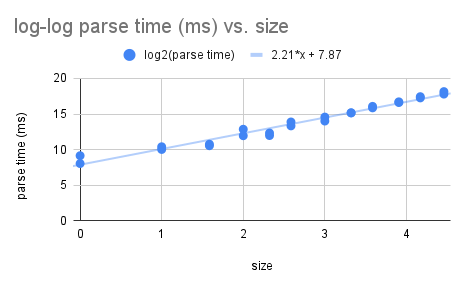 log-log parse time (ms) vs. size
log2(parse time) 2.21*x + 7.87
20
15
10
5
0
parse time (ms)
0 1 2 3 4
size